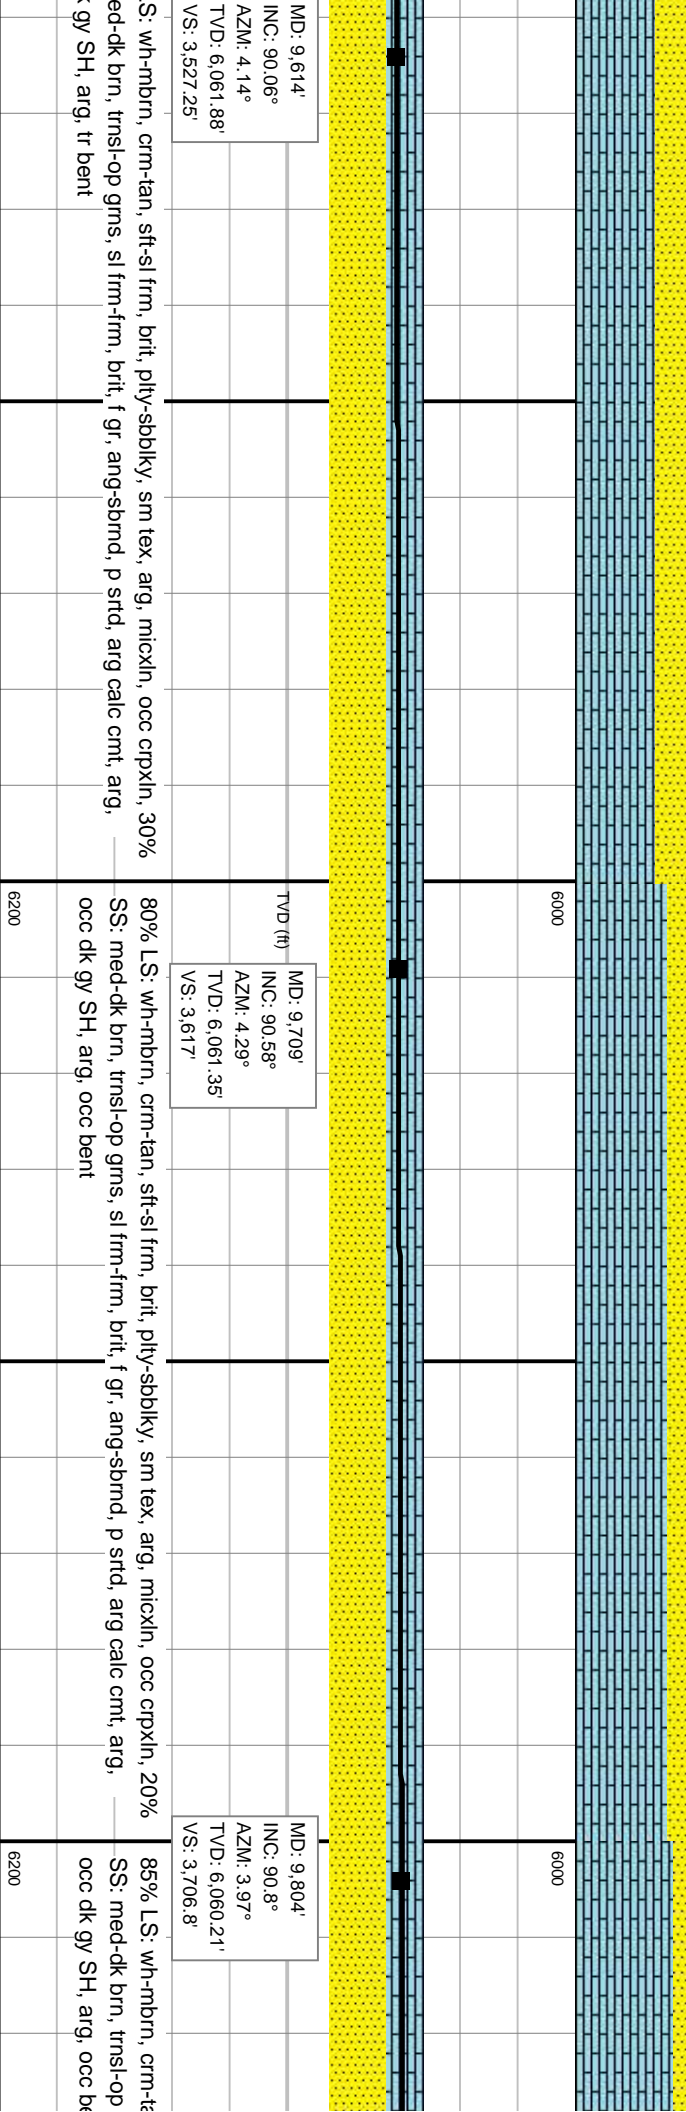 MD: 9,614'
INC: 90.06°
AZM: 4.14°
TVD: 6,061.88'
VS: 3,527.25'
LS: wh-mbrn, crm-tan, sft-sl frm, brit, plty-sbblky, sm tex, arg, micxln, occ crpxln, 30%
med-dk brn, trnsl-op grns, sl frm-frm, brit, f gr, ang-sbrnd, p srtd, arg calc cmt, arg,
gy SH, arg, tr bent
6000
TVD (ft)
6200
MD: 9,709'
INC: 90.58°
AZM: 4.29°
TVD: 6,061.35'
VS: 3,617'
80% LS: wh-mbrn, crm-tan, sft-sl frm, brit, plty-sbblky, sm tex, arg, micxln, occ crpxln, 20%
SS: med-dk brn, trnsl-op grns, sl frm-frm, brit, f gr, ang-sbrnd, p srtd, arg calc cmt, arg,
occ dk gy SH, arg, occ bent
6000
6200
MD: 9,804'
INC: 90.8°
AZM: 3.97°
TVD: 6,060.21'
VS: 3,706.8'
85% LS: wh-mbrn, crm-ta
SS: med-dk brn, trnsl-op
occ dk gy SH, arg, occ be